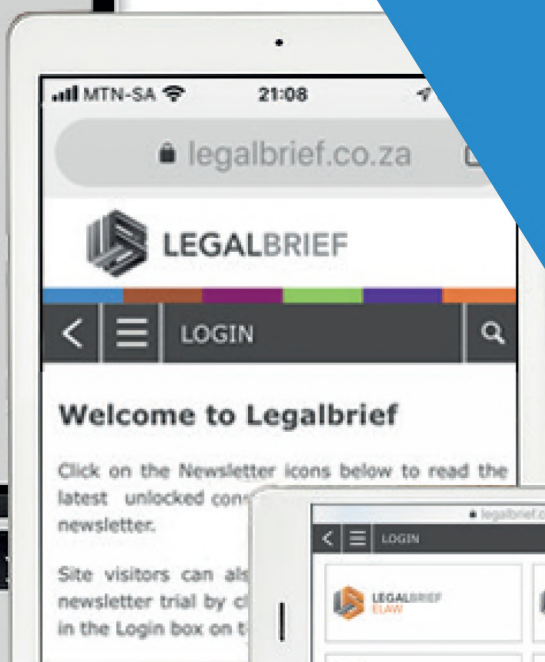 MTN-SA 21:08
legalbrief.co.za
LEGALBRIEF
LOGIN
Welcome to Legalbrief
Click on the Newsletter icons below to read the
latest unlocked
newsletter.
Site visitors can
newsletter trial by
in the Login box on
LOGIN
LEGALBRIEF
ELAW